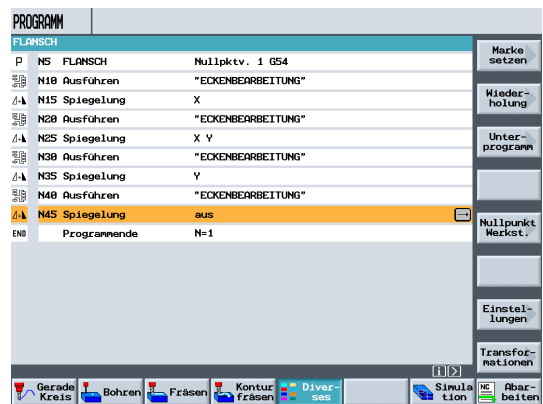 PROGRAMM
FLANSCH
P N5 FLANSCH Nullpktv. 1 G54
N10 Ausführen "ECKENBEARBEITUNG"
N15 Spiegelung X
N20 Ausführen "ECKENBEARBEITUNG"
N25 Spiegelung X Y
N30 Ausführen "ECKENBEARBEITUNG"
N35 Spiegelung Y
N40 Ausführen "ECKENBEARBEITUNG"
N45 Spiegelung aus
END Programmende N=1
Marke
setzen
Wieder-
holung
Unter-
programm
Nullpunkt
Werkst.
Einstel-
lungen
Transfor-
mationen
Gerade
Kreis
Bohren
Fräsen
Kontur
fräsen
Diver-
ses
Simula
tion
NC
Abar-
beiten